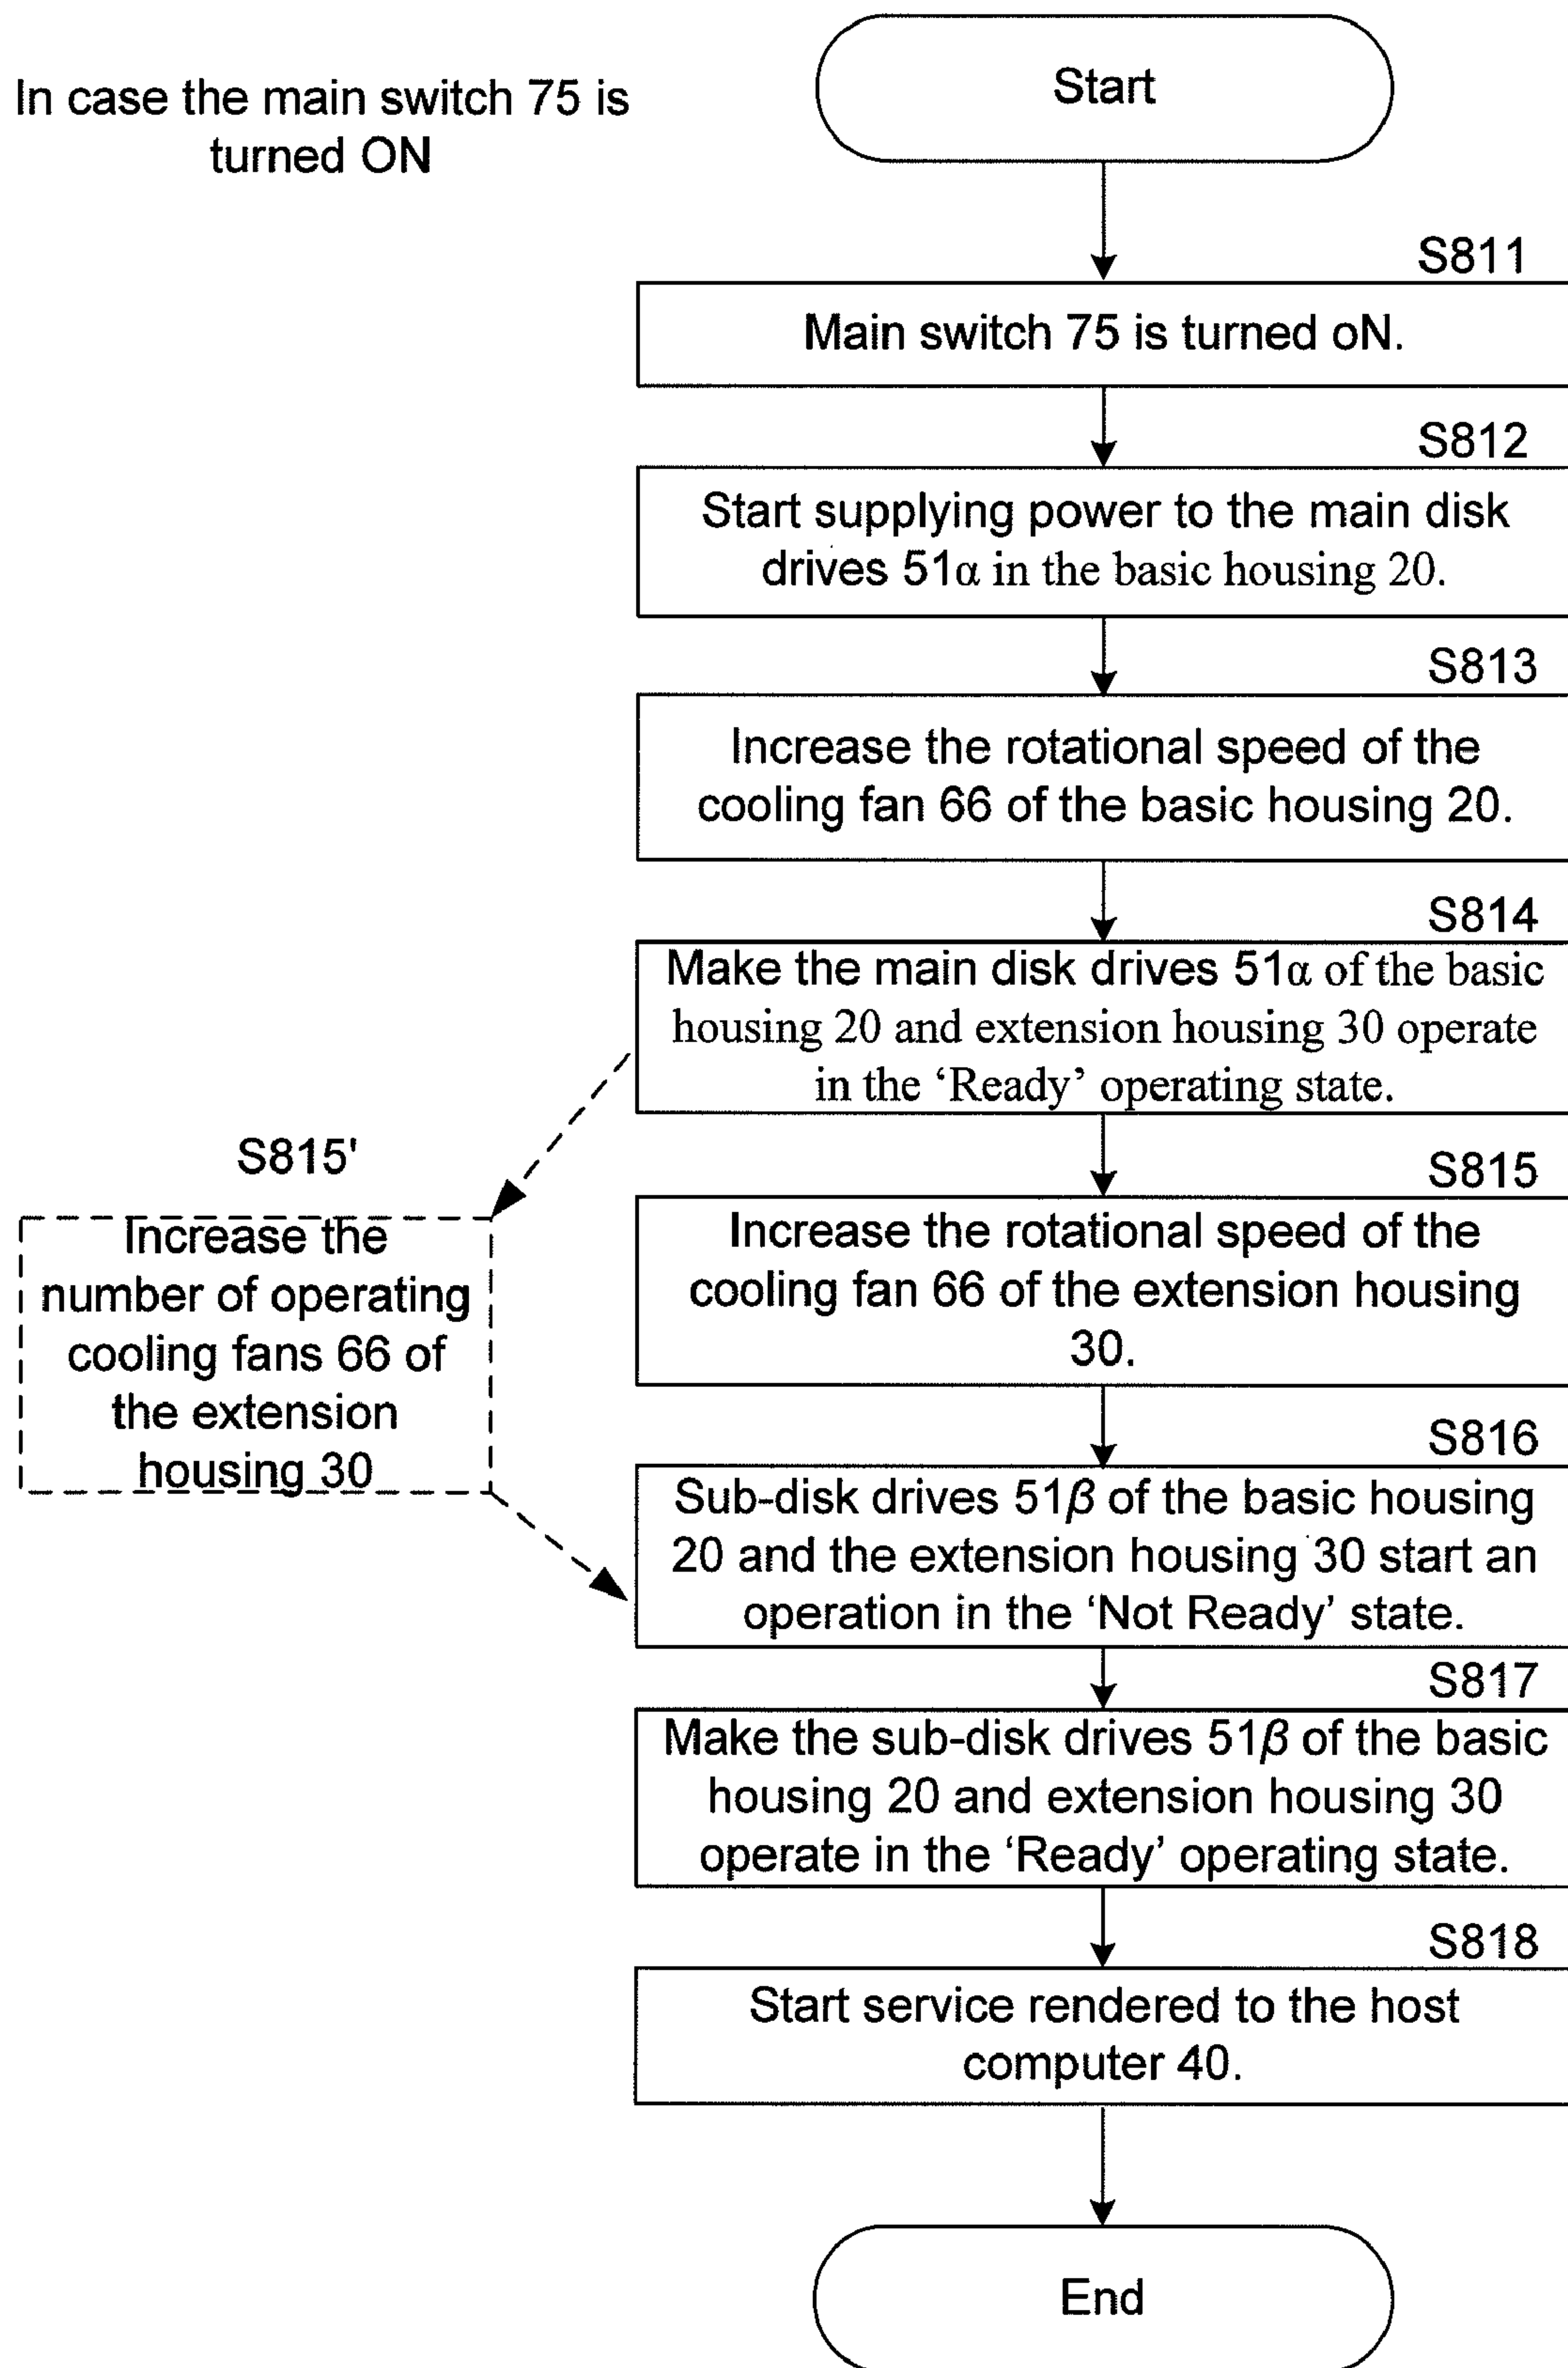 In case the main switch 75 is
turned ON
Start
S811
Main switch 75 is turned oN.
S812
Start supplying power to the main disk
drives 51α in the basic housing 20.
S813
Increase the rotational speed of the
cooling fan 66 of the basic housing 20.
S814
Make the main disk drives 51α of the basic
housing 20 and extension housing 30 operate
in the ‘Ready’ operating state.
S815'
Increase the
number of operating
cooling fans 66 of
the extension
housing 30
S815
Increase the rotational speed of the
cooling fan 66 of the extension housing
30.
S816
Sub-disk drives 51β of the basic housing
20 and the extension housing 30 start an
operation in the ‘Not Ready’ state.
S817
Make the sub-disk drives 51β of the basic
housing 20 and extension housing 30
operate in the ‘Ready’ operating state.
S818
Start service rendered to the host
computer 40.
End